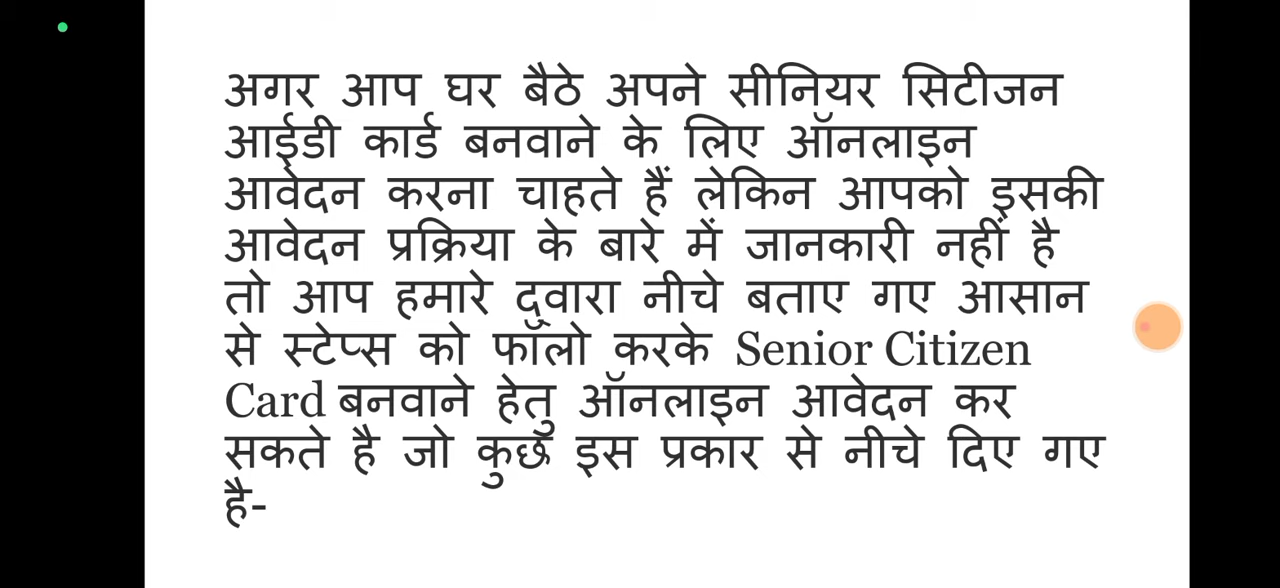 अगर आप घर बैठे अपने सीनियर सिटीजन
आईडी कार्ड बनवाने के लिए ऑनलाइन
आवेदन करना चाहते हैं लेकिन आपको इसकी
आवेदन प्रक्रिया के बारे में जानकारी नहीं है
तो आप हमारे द्वारा नीचे बताए गए आसान
से स्टेप्स को फॉलो करके Senior Citizen
Card बनवाने हेतु ऑनलाइन आवेदन कर
सकते है जो कुछ इस प्रकार से नीचे दिए गए
है-